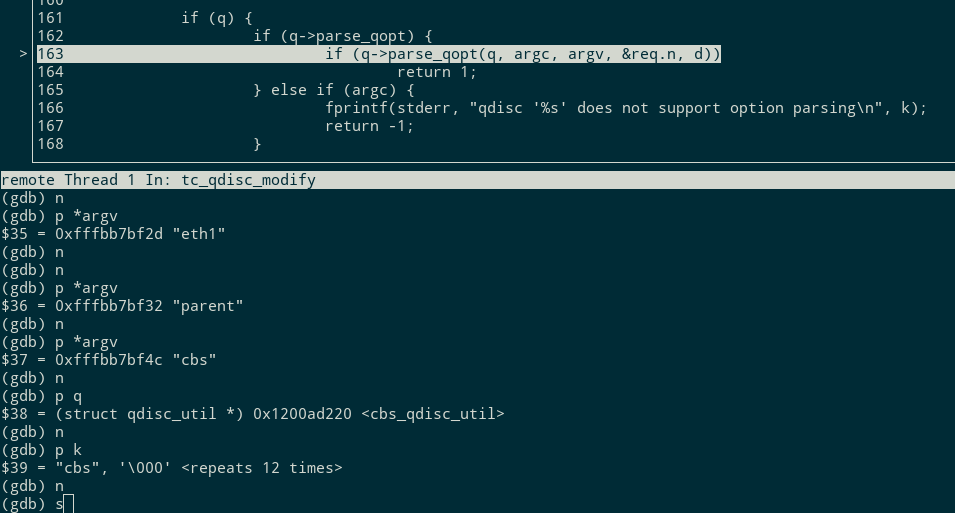 160
161 if (q) {
162 if (q->parse_qopt) {
> 163 if (q->parse_qopt(q, argc, argv, &req.n, d))
164 return 1;
165 } else if (argc) {
166 fprintf(stderr, "qdisc '%s' does not support option parsing\n", k);
167 return -1;
168 }
remote Thread 1 In: tc_qdisc_modify
(gdb) n
(gdb) p *argv
$35 = 0xfffbb7bf2d "eth1"
(gdb) n
(gdb) n
(gdb) p *argv
$36 = 0xfffbb7bf32 "parent"
(gdb) n
(gdb) p *argv
$37 = 0xfffbb7bf4c "cbs"
(gdb) n
(gdb) p q
$38 = (struct qdisc_util *) 0x1200ad220 <cbs_qdisc_util>
(gdb) n
(gdb) p k
$39 = "cbs", '\000' <repeats 12 times>
(gdb) n
(gdb) s